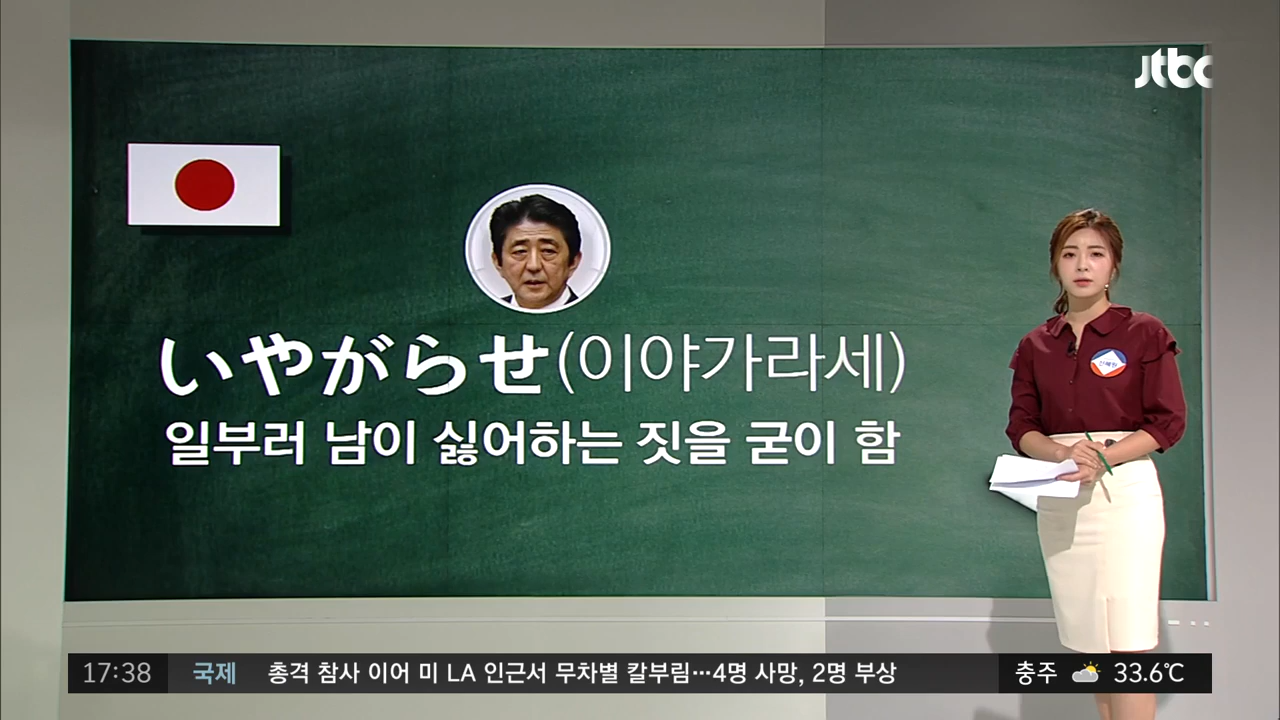 jtbc
いやがらせ(이야가라세)
일부러 남이 싫어하는 짓을 굳이 함
17:38 국제 총격 참사 이어 미 LA 인근서 무차별 칼부림…4명 사망, 2명 부상 충주 33.6℃